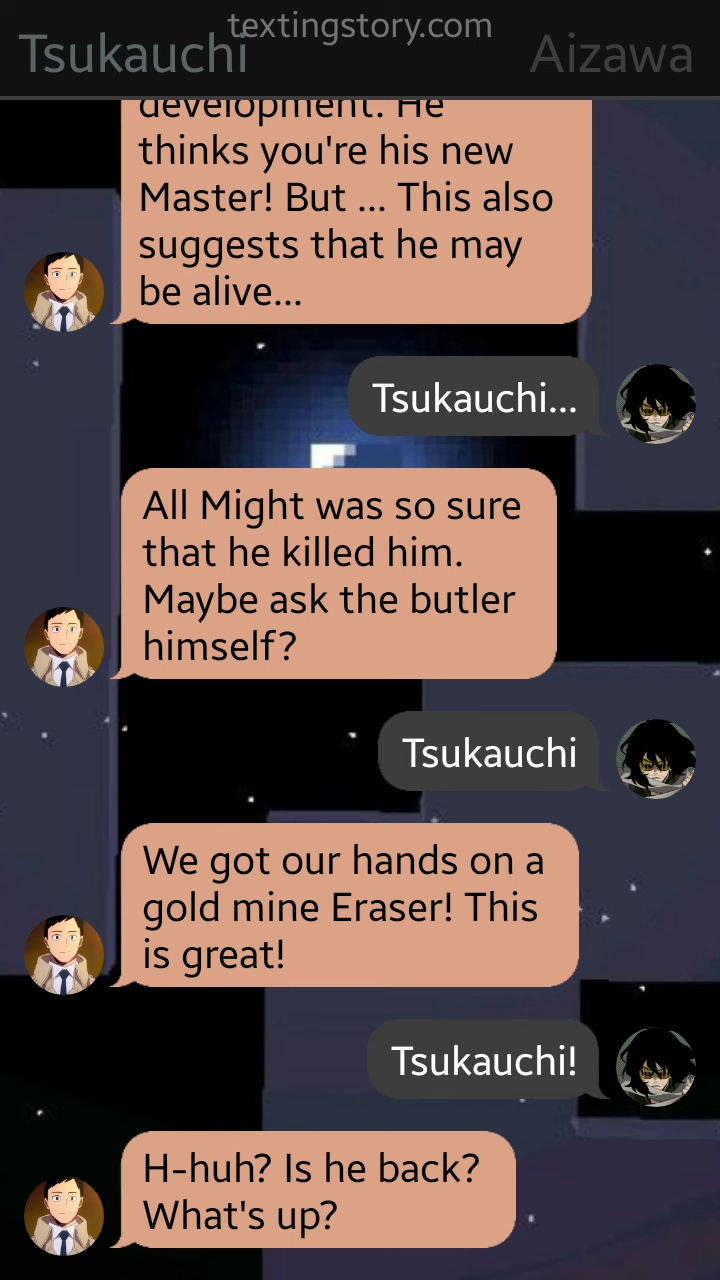 textingstory.com
Tsukauchi
Aizawa
development. He
thinks you're his new
Master! But ... This also
suggests that he may
be alive...
Tsukauchi...
All Might was so sure
that he killed him.
Maybe ask the butler
himself?
Tsukauchi
We got our hands on a
gold mine Eraser! This
is great!
Tsukauchi!
H-huh? Is he back?
What's up?